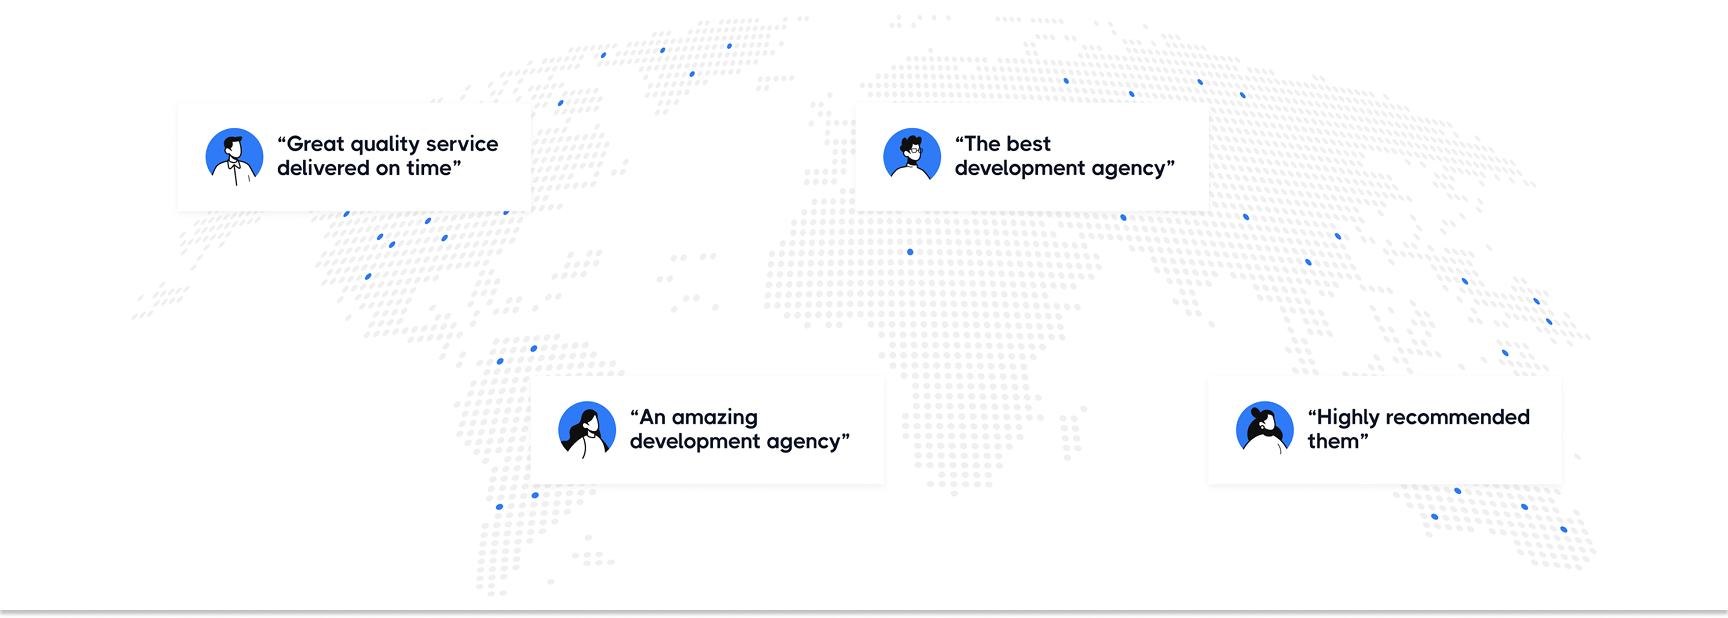 “Great quality service
delivered on time”
“The best
development agency”
“An amazing
development agency”
“Highly recommended
them”